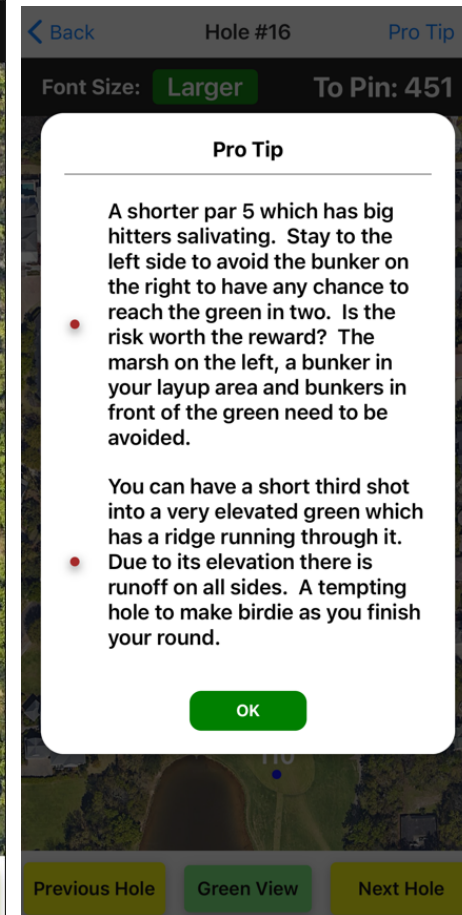 Back Hole #16 Pro Tip
Font Size: Larger To Pin: 451
Pro Tip
A shorter par 5 which has big
hitters salivating. Stay to the
left side to avoid the bunker on
the right to have any chance to
reach the green in two. Is the
risk worth the reward? The
marsh on the left, a bunker in
your layup area and bunkers in
front of the green need to be
avoided.
You can have a short third shot
into a very elevated green which
has a ridge running through it.
Due to its elevation there is
runoff on all sides. A tempting
hole to make birdie as you finish
your round.
OK
Previous Hole Green View Next Hole